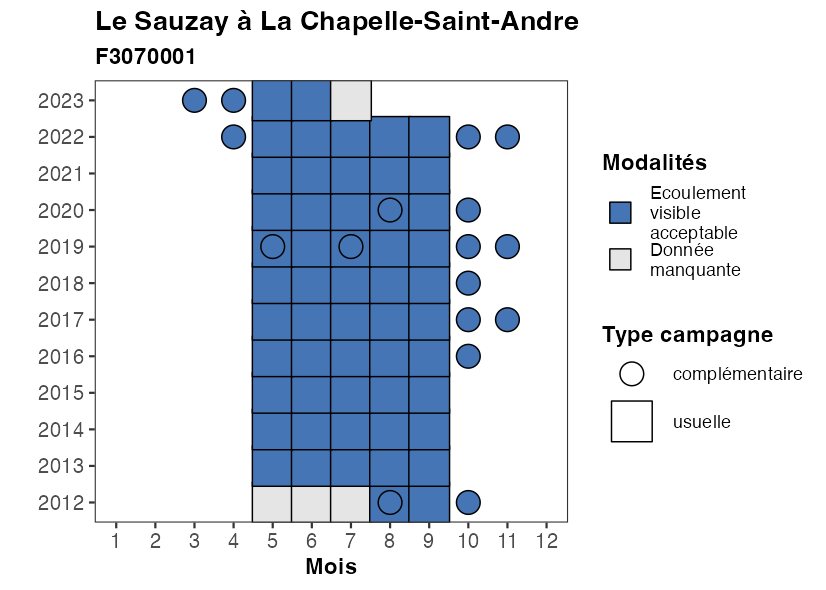 Le Sauzay à La Chapelle-Saint-Andre
F3070001
2023
2022
2021
2020
2019
2018
2017
2016
2015
2014
2013
2012
1 2 3 4 5 6 7 8 9 10 11 12
Mois
Modalités
Ecoulement
visible
acceptable
Donnée
manquante
Type campagne
complémentaire
usuelle